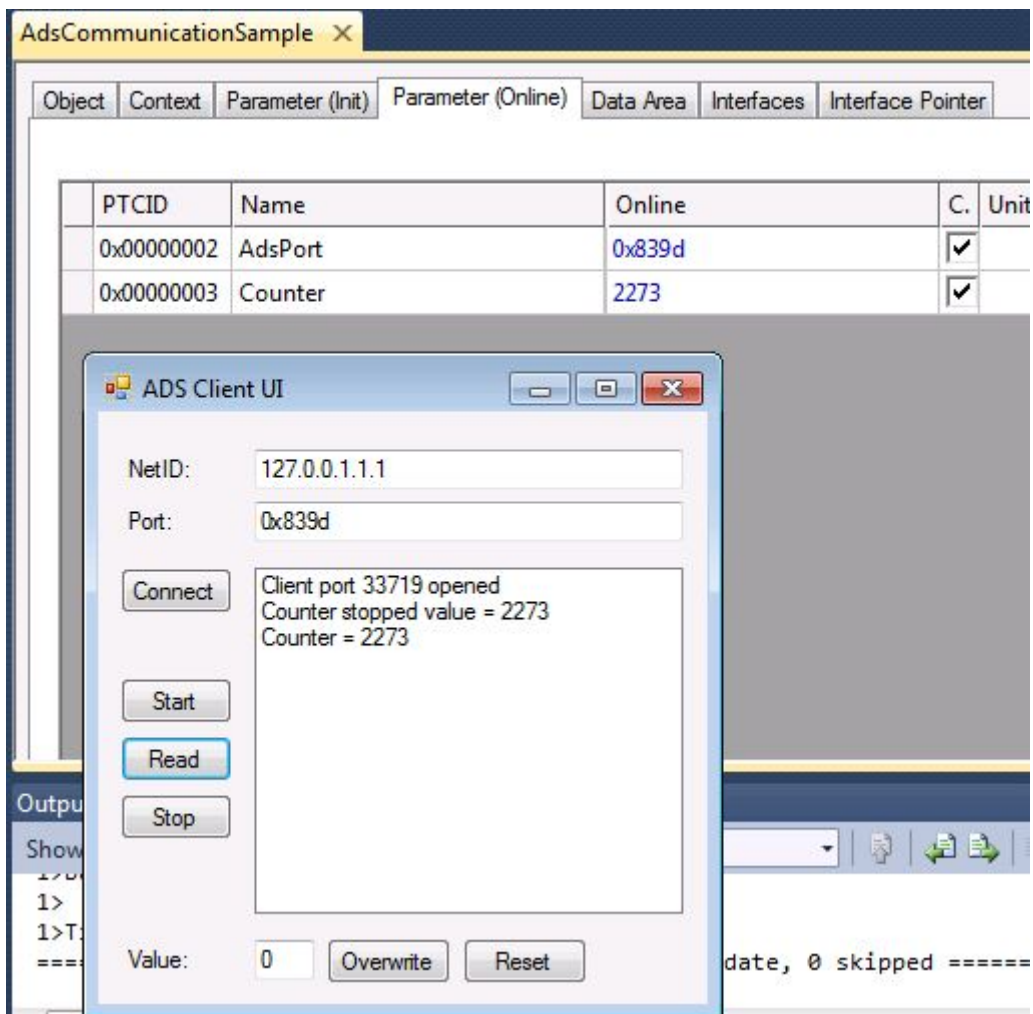 AdsCommunicationSample
Object Context Parameter (Init) Parameter (Online) Data Area Interfaces Interface Pointer
PTCID Name Online C. Unit
0x00000002 AdsPort 0x839d
0x00000003 Counter 2273
ADS Client UI
NetID: 127.0.0.1.1.1
Port: 0x839d
Connect
Client port 33719 opened
Counter stopped value = 2273
Counter = 2273
Start
Read
Stop
Outpu
Show
1>
1>T
==== date, 0 skipped ======
Value: 0 Overwrite Reset